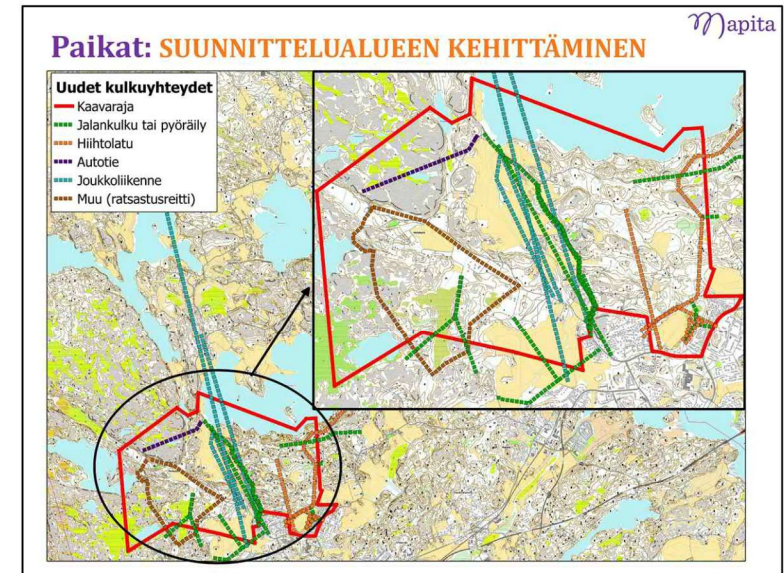 Mapita
Paikat: SUUNNITTELUALUEEN KEHITTÄMINEN
Uudet kulkuyhteydet
Kaavaraja
Jalankulku tai pyöräily
Hiihtolatu
Autotie
Joukkoliikenne
Muu (ratsastusreitti)